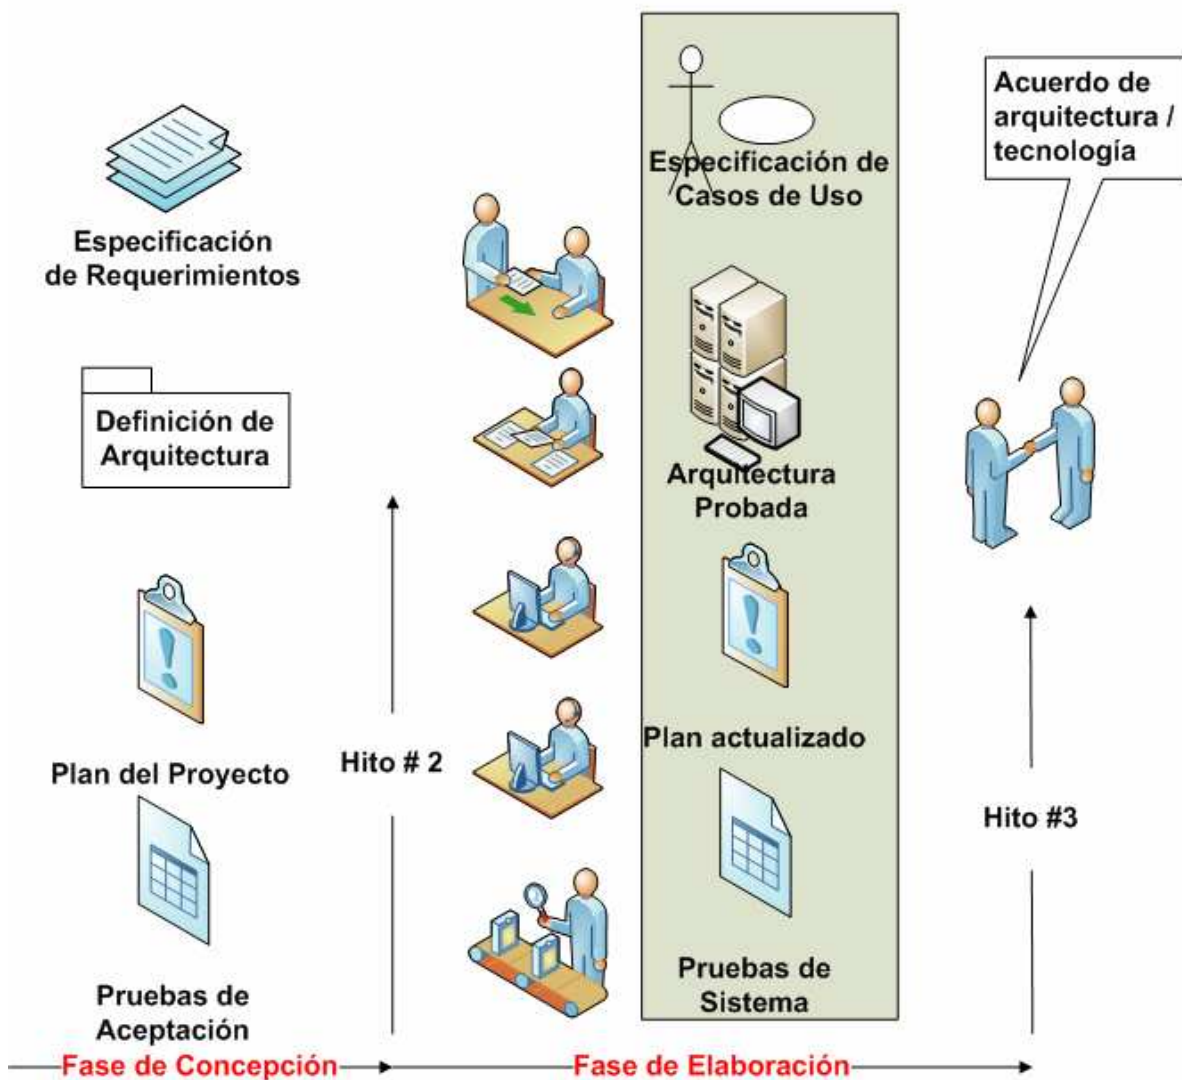 Especificación
de Requerimientos
Definición de
Arquitectura
Plan del Proyecto
Pruebas de
Aceptación
Hito # 2
Especificación de
Casos de Uso
Arquitectura
Probada
Plan actualizado
Pruebas de
Sistema
Acuerdo de
arquitectura /
tecnología
Hito #3
Fase de Concepción
Fase de Elaboración